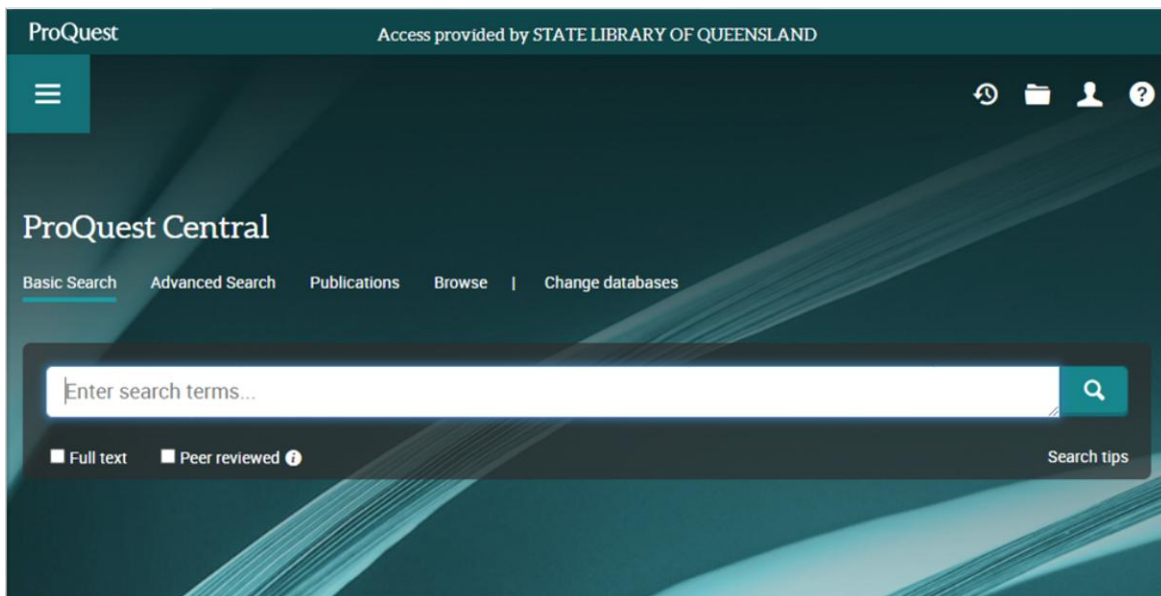 ProQuest Access provided by STATE LIBRARY OF QUEENSLAND
?
ProQuest Central
Basic Search Advanced Search Publications Browse | Change databases
Enter search terms...
Full text Peer reviewed i Search tips